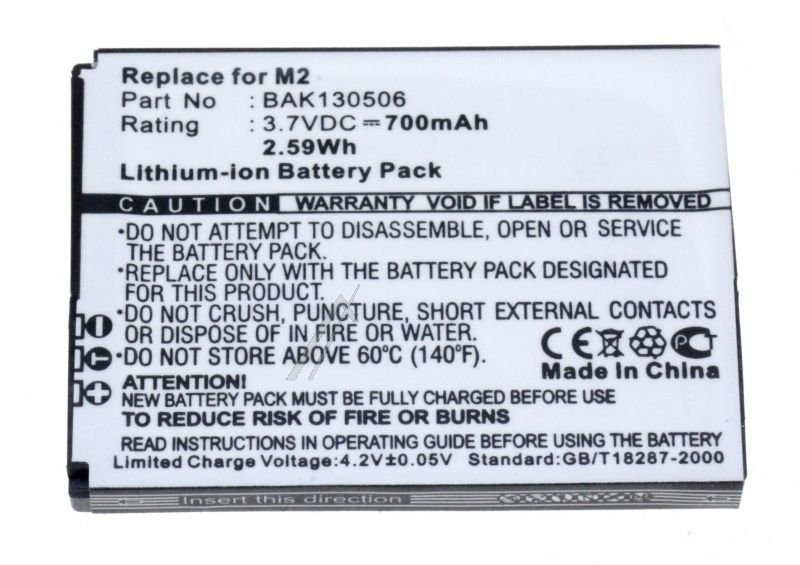 Replace for M2
Part No : BAK130506
Rating : 3.7VDC 700mAh
2.59Wh
Lithium-ion Battery Pack
CAUTION WARRANTY VOID IF LABEL IS REMOVED
•DO NOT ATTEMPT TO DISASSEMBLE, OPEN OR SERVICE
THE BATTERY PACK.
•REPLACE ONLY WITH THE BATTERY PACK DESIGNATED
FOR THIS PRODUCT.
•DO NOT CRUSH, PUNCTURE, SHORT EXTERNAL CONTACTS
OR DISPOSE OF IN FIRE OR WATER.
•DO NOT STORE ABOVE 60℃ (140℉).
CE
Made In China
ATTENTION!
NEW BATTERY PACK MUST BE FULLY CHARGED BEFORE USING
TO REDUCE RISK OF FIRE OR BURNS
READ INSTRUCTIONS IN OPERATION GUIDE BEFORE USING.
Limited Charge Voltage:4.2V±0.05V Standard:GB/T18287-2000
Insert this direction